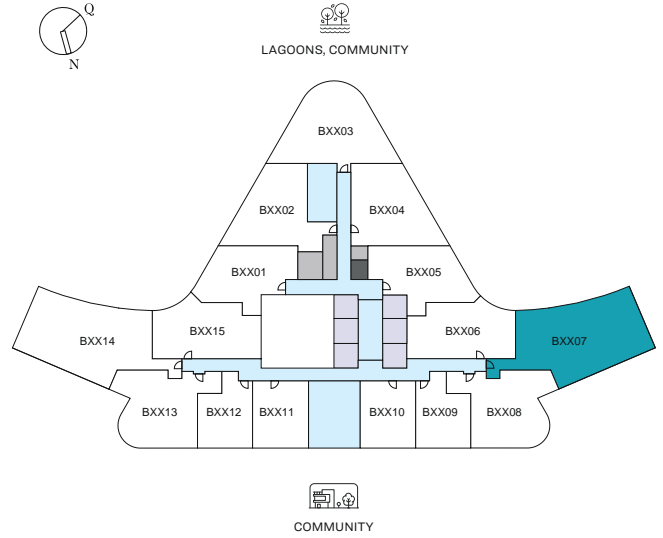 Q
N
LAGOONS, COMMUNITY
BXX03
BXX02
BXX04
BXX01
BXX05
BXX14
BXX15
BXX06
BXX07
BXX13
BXX12
BXX11
BXX10
BXX09
BXX08
COMMUNITY